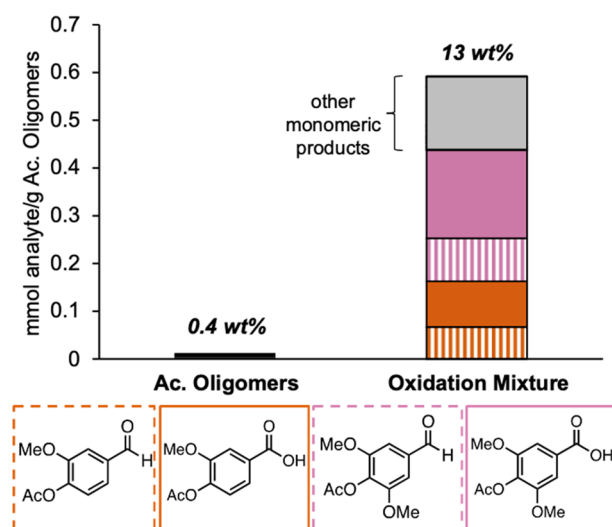 0.7
13 wt%
0.6
other
monomeric
products
0.5
0.4
0.3
0.2
0.1
0
mmol analyte/g Ac. Oligomers
0.4 wt%
Ac. Oligomers
Oxidation Mixture
MeO
O
H
AcO
MeO
O
OH
AcO
MeO
O
H
AcO
OMe
MeO
O
OH
AcO
OMe